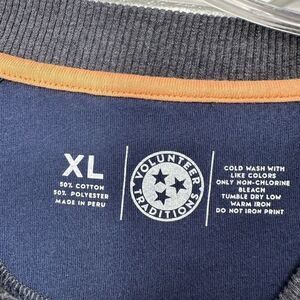 XL
50% COTTON
50% POLYESTER
MADE IN PERU
VOLUNTEER
TRADITIONS
COLD WASH WITH
LIKE COLORS
ONLY NON-CHLORINE
BLEACH
TUMBLE DRY LOW
WARM IRON
DO NOT IRON PRINT